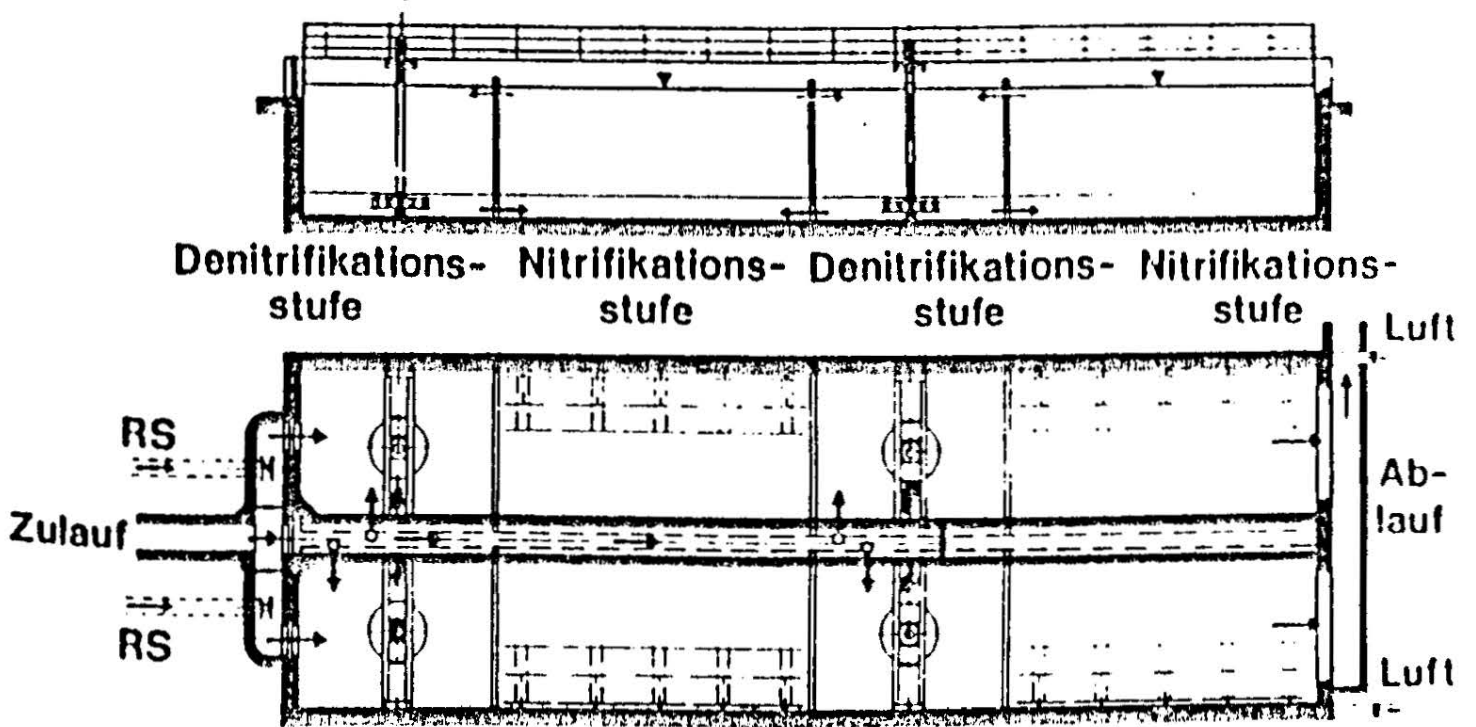 Denitrifikations-
stufe
Nitrifikations-
stufe
Denitrifikations-
stufe
Nitrifikations-
stufe
Luft
RS
Zulauf
RS
Ab-
lauf
Luft